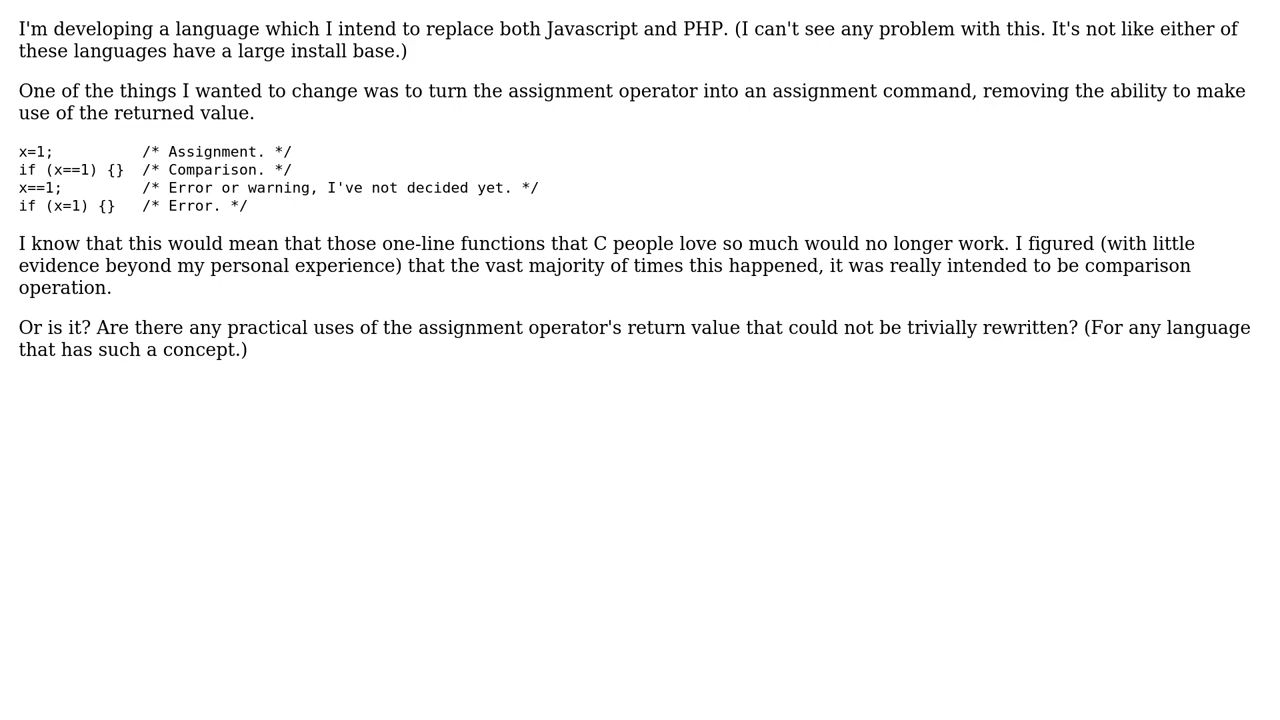 I'm developing a language which I intend to replace both Javascript and PHP. (I can't see any problem with this. It's not like either of
these languages have a large install base.)
One of the things I wanted to change was to turn the assignment operator into an assignment command, removing the ability to make
use of the returned value.
x=1;          /* Assignment. */
if (x==1) {}  /* Comparison. */
x==1;         /* Error or warning, I've not decided yet. */
if (x=1) {}   /* Error. */
I know that this would mean that those one-line functions that C people love so much would no longer work. I figured (with little
evidence beyond my personal experience) that the vast majority of times this happened, it was really intended to be comparison
operation.
Or is it? Are there any practical uses of the assignment operator's return value that could not be trivially rewritten? (For any language
that has such a concept.)